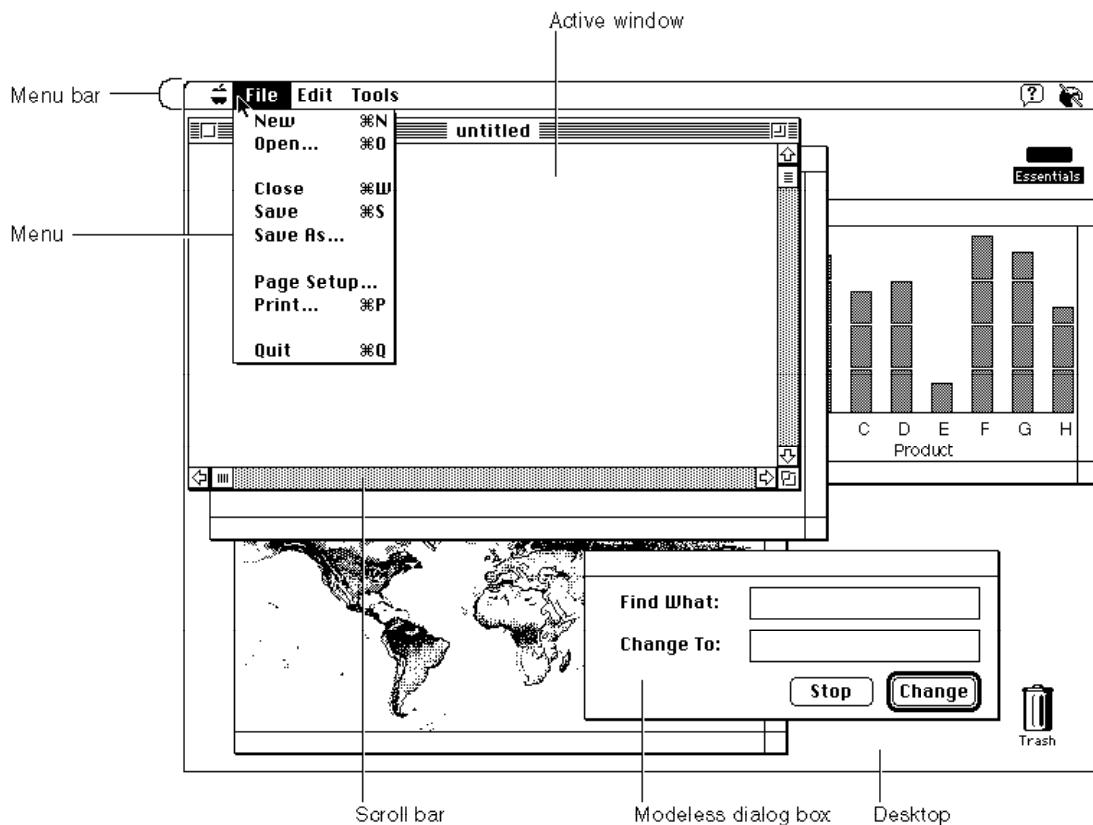 Active window
Menu bar
File Edit Tools
?
untitled
New ⌘N
Open... ⌘O
Close ⌘W
Save ⌘S
Save As...
Page Setup...
Print... ⌘P
Quit ⌘Q
Menu
Essentials
C D E F G H
Product
Find What:
Change To:
Stop Change
Trash
Scroll bar
Modeless dialog box
Desktop